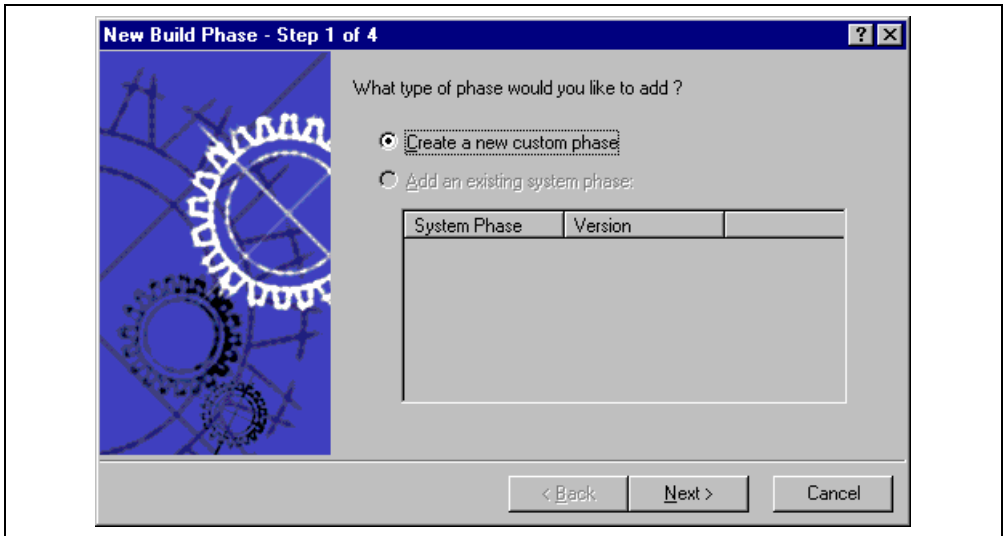 New Build Phase - Step 1 of 4
What type of phase would you like to add ?
Create a new custom phase
Add an existing system phase:
System Phase Version
< Back Next > Cancel